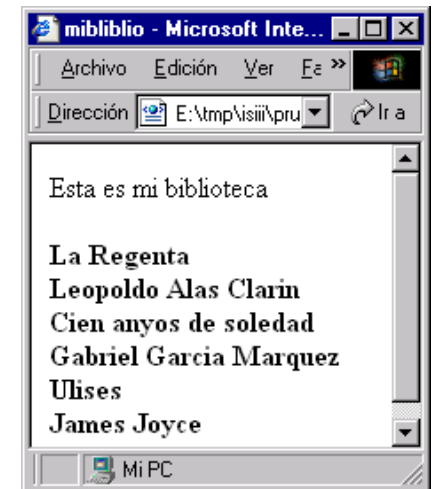 mibliblio - Microsoft Inte...
Archivo Edición Ver Fa »
Dirección E:\tmp\isiii\pru Ir a
Esta es mi biblioteca
La Regenta
Leopoldo Alas Clarin
Cien anyos de soledad
Gabriel Garcia Marquez
Ulises
James Joyce
Mi PC